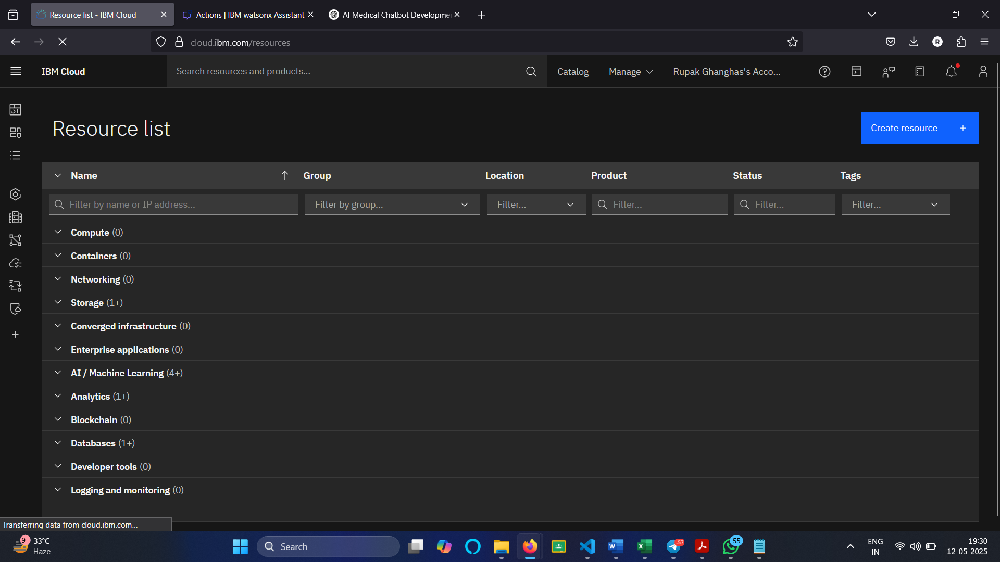 Resource list - IBM Cloud
Actions | IBM watsonx Assistant
AI Medical Chatbot Developme
cloud.ibm.com/resources
R
IBM Cloud
Search resources and products...
Catalog
Manage
Rupak Ghanghas's Acco...
Resource list
Create resource +
Name
Group
Location
Product
Status
Tags
Filter by name or IP address...
Filter by group...
Filter...
Filter...
Filter...
Filter...
Compute (0)
Containers (0)
Networking (0)
Storage (1+)
Converged infrastructure (0)
Enterprise applications (0)
AI / Machine Learning (4+)
Analytics (1+)
Blockchain (0)
Databases (1+)
Developer tools (0)
Logging and monitoring (0)
Transferring data from cloud.ibm.com...
9+
33°C
Haze
Search
W
X
57
55
ENG
IN
19:30
12-05-2025